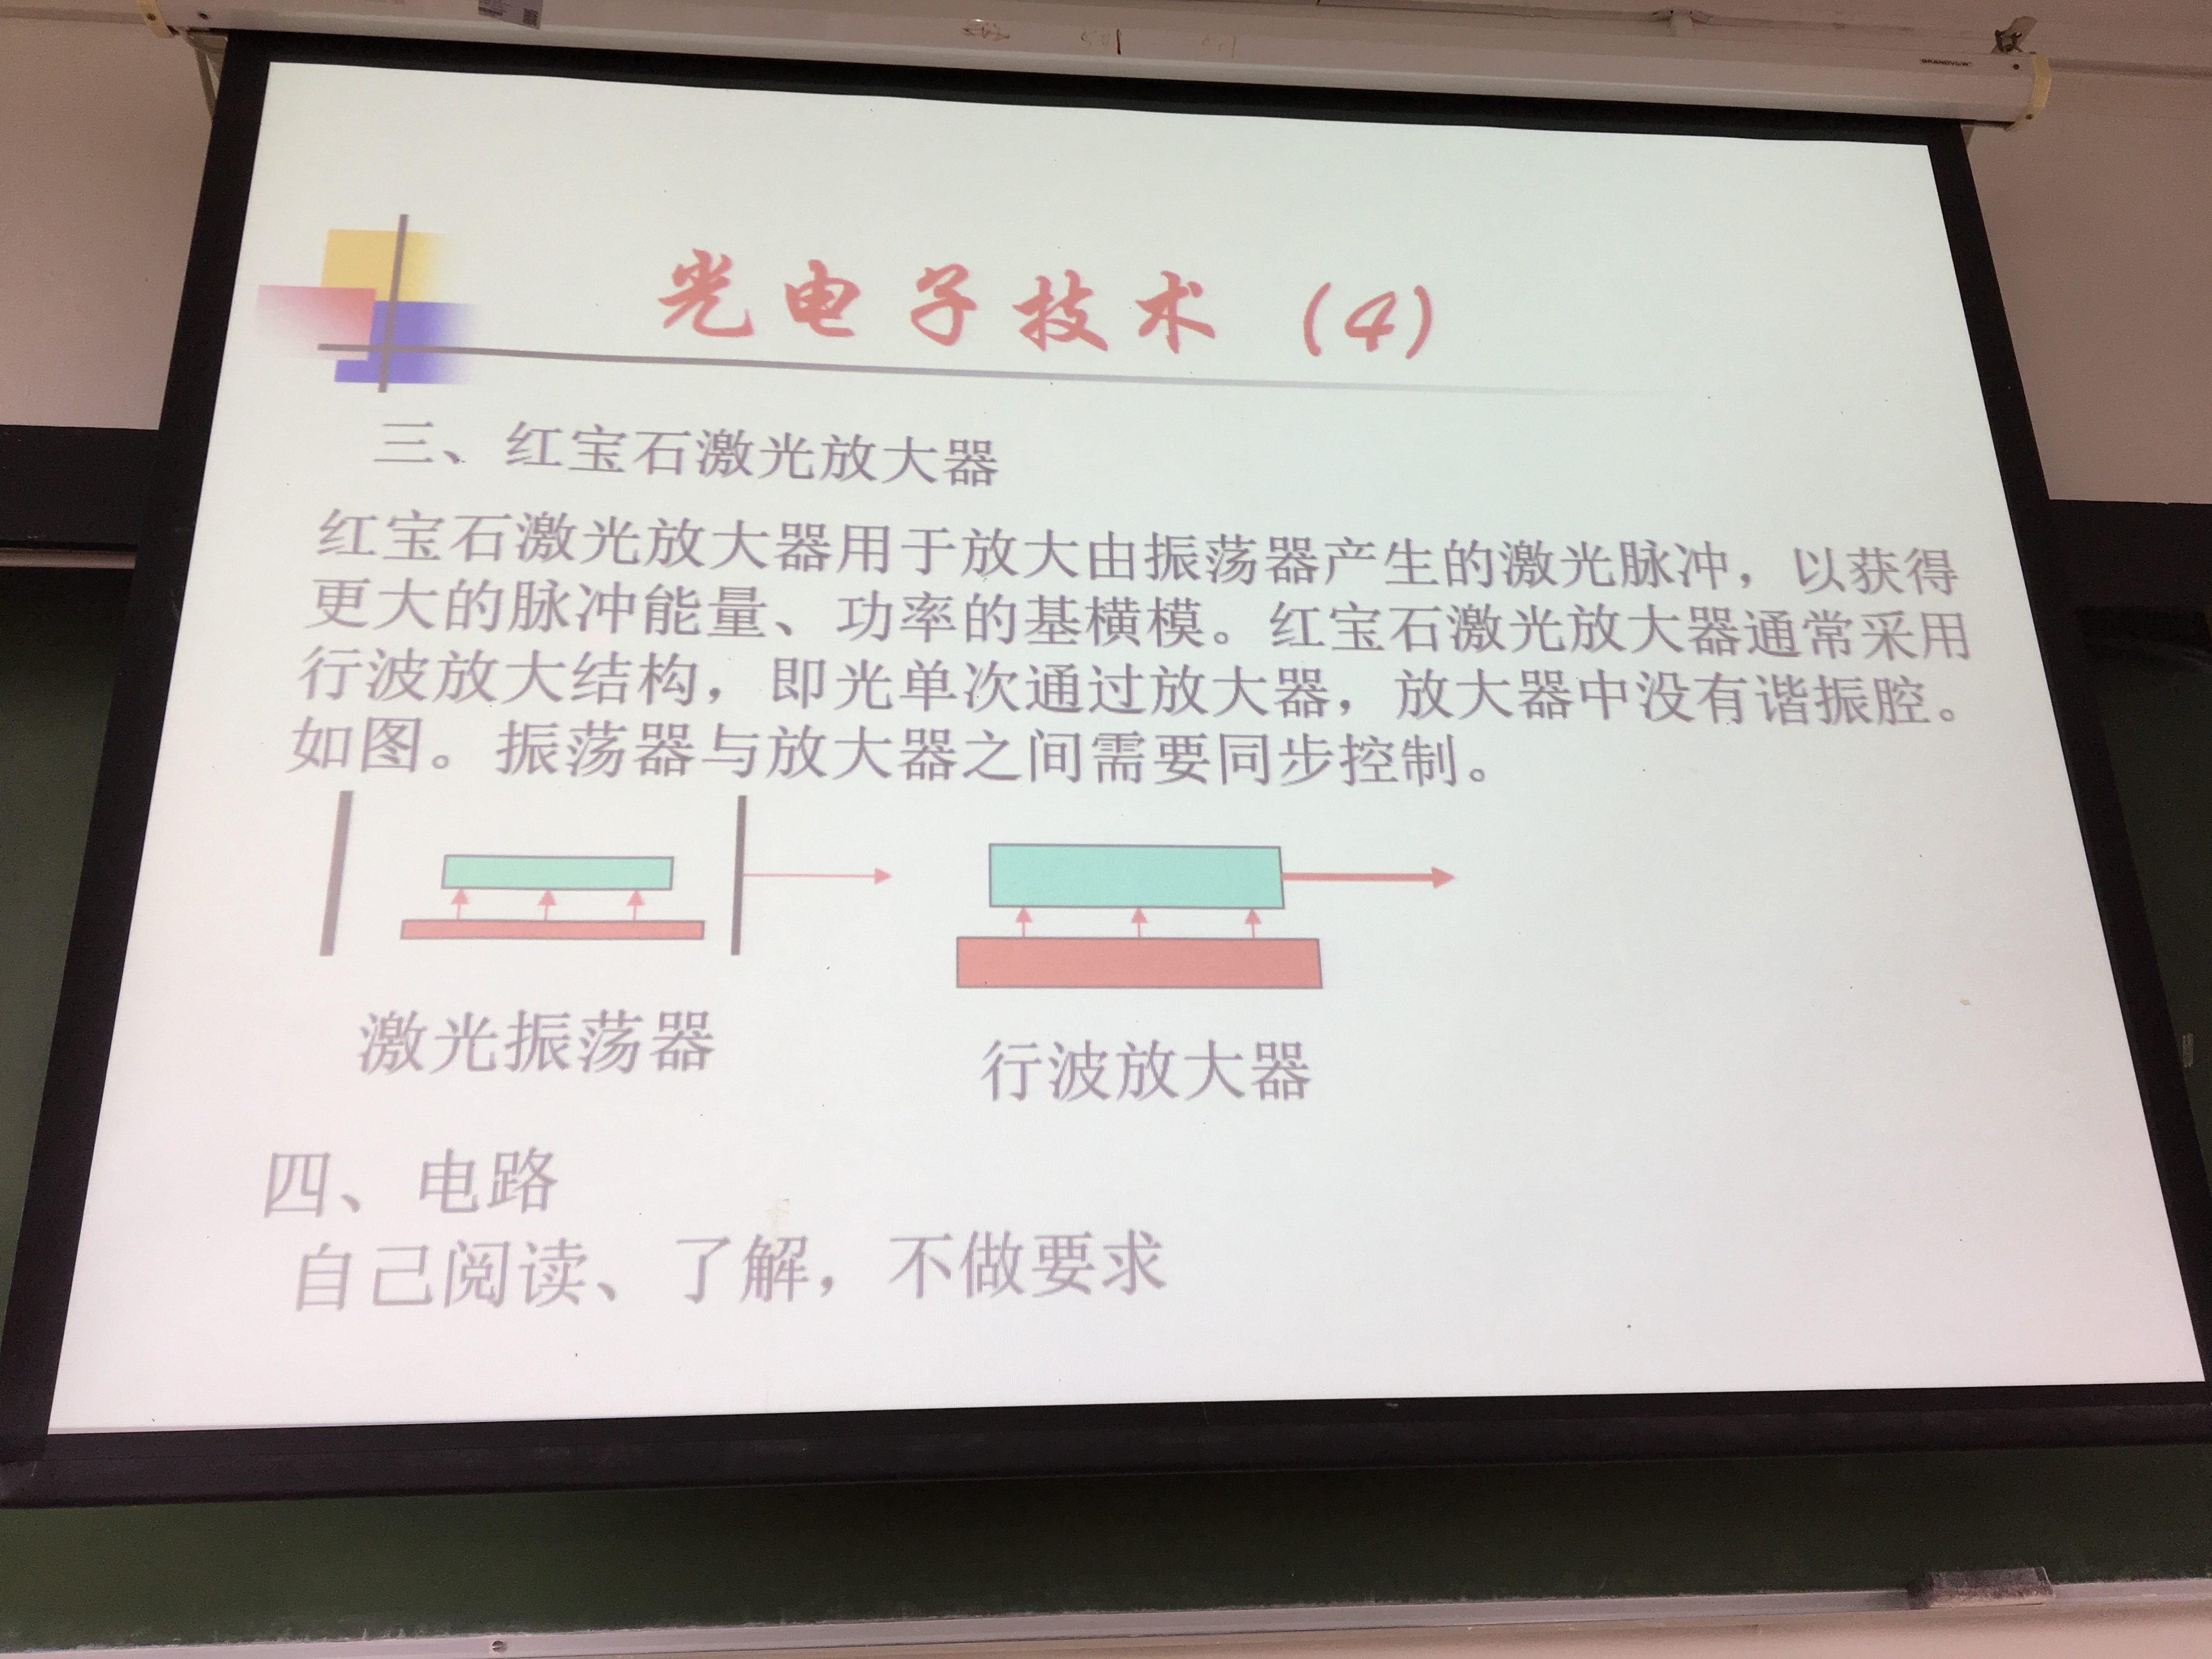 BRANDVIEW
光电子技术（4）
三、红宝石激光放大器
红宝石激光放大器用于放大由振荡器产生的激光脉冲，以获得
更大的脉冲能量、功率的基横模。红宝石激光放大器通常采用
行波放大结构，即光单次通过放大器，放大器中没有谐振腔。
如图。振荡器与放大器之间需要同步控制。
激光振荡器
行波放大器
四、电路
自己阅读、了解，不做要求